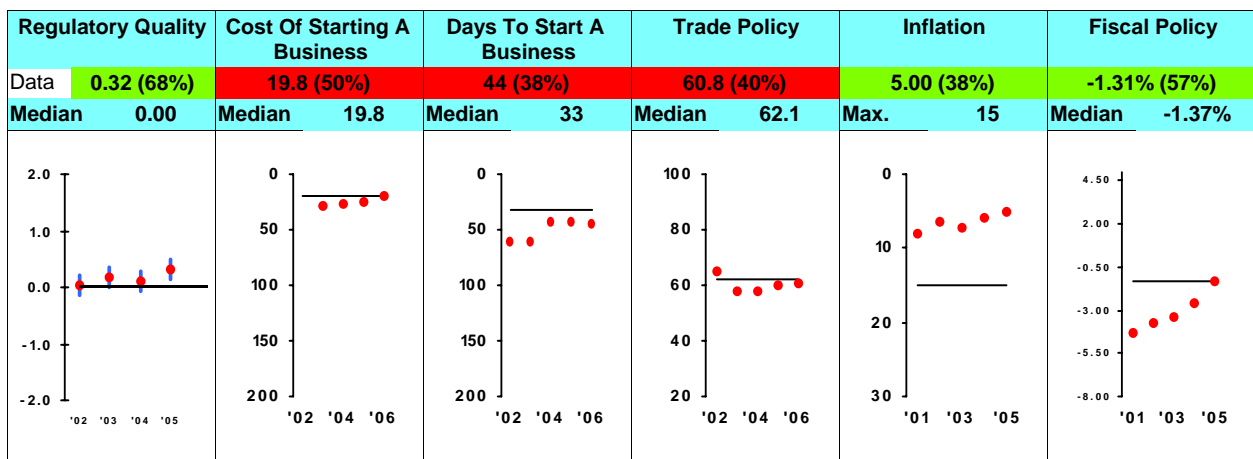 Regulatory Quality
Cost Of Starting A
Business
Days To Start A
Business
Trade Policy
Inflation
Fiscal Policy
Data 0.32 (68%)
19.8 (50%)
44 (38%)
60.8 (40%)
5.00 (38%)
-1.31% (57%)
Median 0.00
Median 19.8
Median 33
Median 62.1
Max. 15
Median -1.37%
2.0
1.0
0.0
-1.0
-2.0
'02 '03 '04 '05
0
50
100
150
200
'02 '04 '06
0
50
100
150
200
'02 '04 '06
100
80
60
40
20
'02 '04 '06
0
10
20
30
'01 '03 '05
4.50
2.00
-0.50
-3.00
-5.50
-8.00
'01 '03 '05